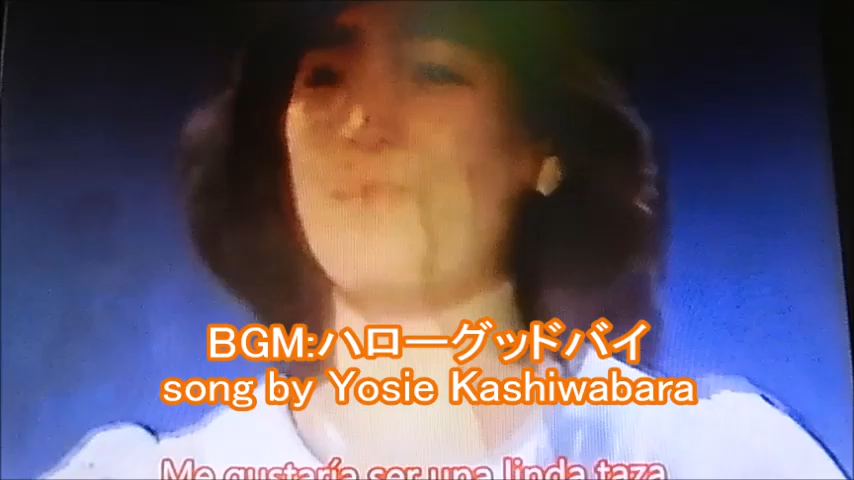 BGM:ハローグッドバイ
song by Yosie Kashiwabara
Me gustaría ser una linda taza